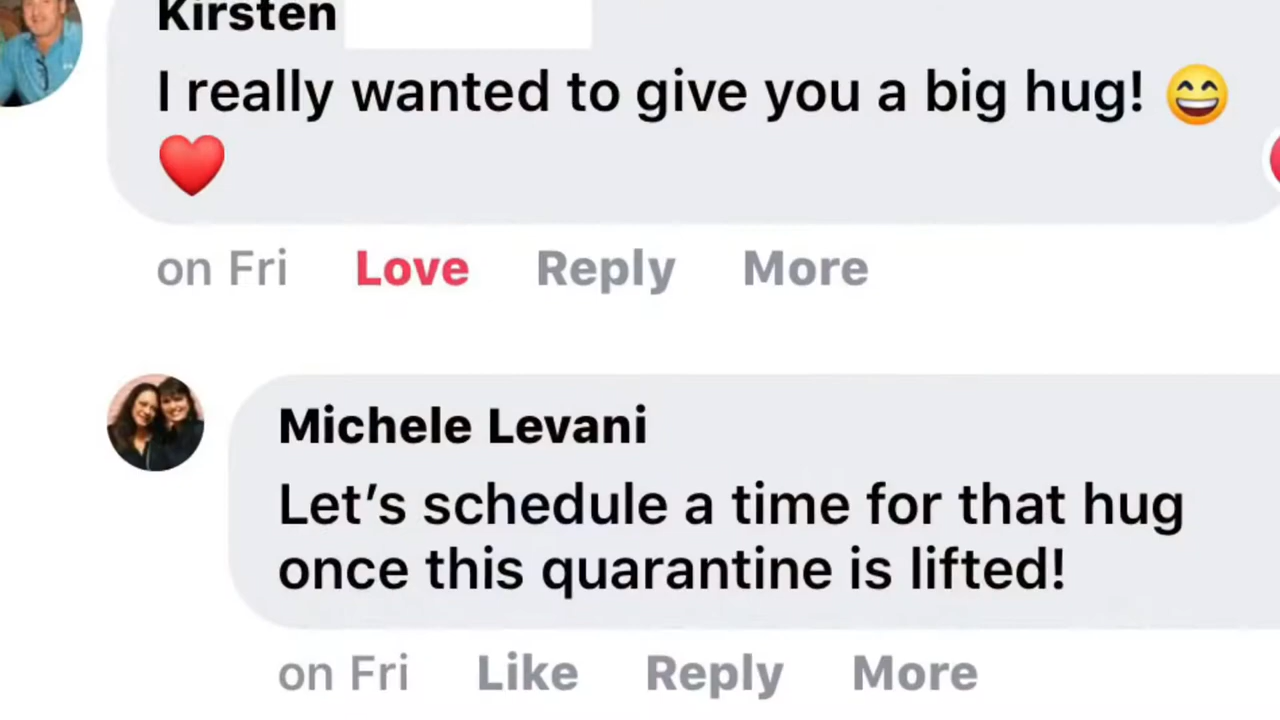 Kirsten
I really wanted to give you a big hug! 😄
❤️
on Fri Love Reply More
Michele Levani
Let’s schedule a time for that hug
once this quarantine is lifted!
on Fri Like Reply More